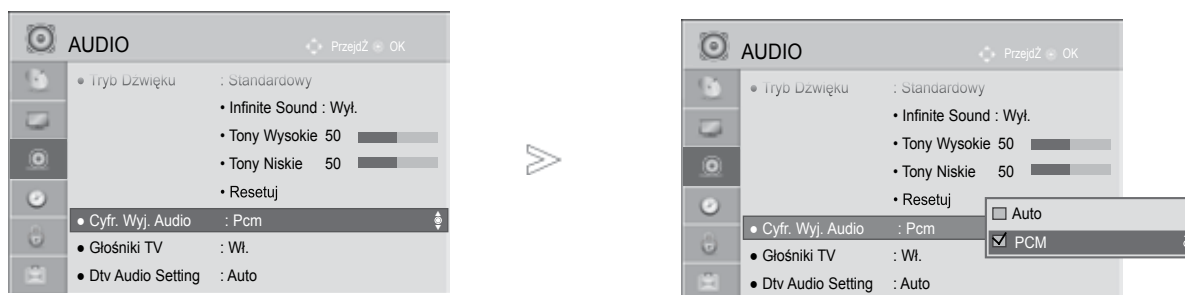 AUDIO
PrzejdŹ OK
● Tryb Dźwięku : Standardowy
• Infinite Sound : Wył.
• Tony Wysokie 50
• Tony Niskie 50
• Resetuj
● Cyfr. Wyj. Audio : Pcm
● Głośniki TV : Wł.
● Dtv Audio Setting : Auto
AUDIO
PrzejdŹ OK
● Tryb Dźwięku : Standardowy
• Infinite Sound : Wył.
• Tony Wysokie 50
• Tony Niskie 50
• Resetuj
● Cyfr. Wyj. Audio : Pcm
● Głośniki TV : Wł.
● Dtv Audio Setting : Auto
Auto
PCM